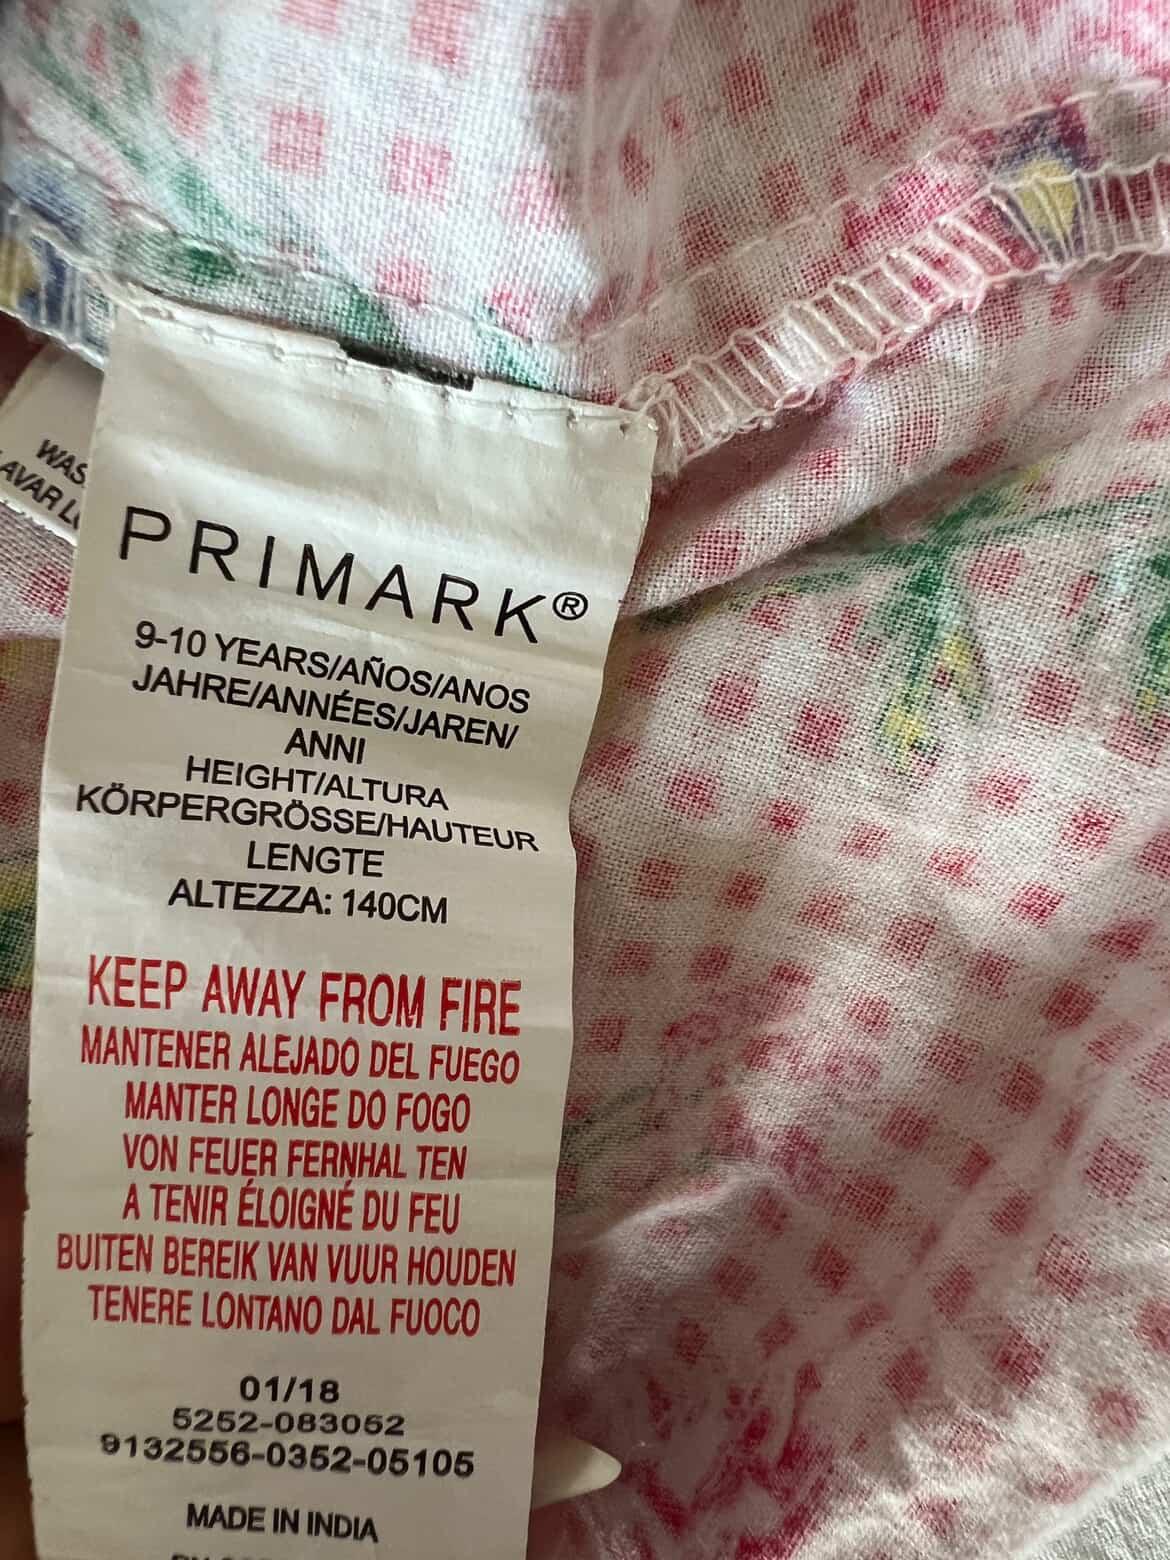 WAS
AVAR L
PRIMARK®
9-10 YEARS/AÑOS/ANOS
JAHRE/ANNÉES/JAREN/
ANNI
HEIGHT/ALTURA
KÖRPERGRÖSSE/HAUTEUR
LENGTE
ALTEZZA: 140CM
KEEP AWAY FROM FIRE
MANTENER ALEJADO DEL FUEGO
MANTER LONGE DO FOGO
VON FEUER FERNHAL TEN
A TENIR ÉLOIGNÉ DU FEU
BUITEN BEREIK VAN VUUR HOUDEN
TENERE LONTANO DAL FUOCO
01/18
5252-083052
9132556-0352-05105
MADE IN INDIA